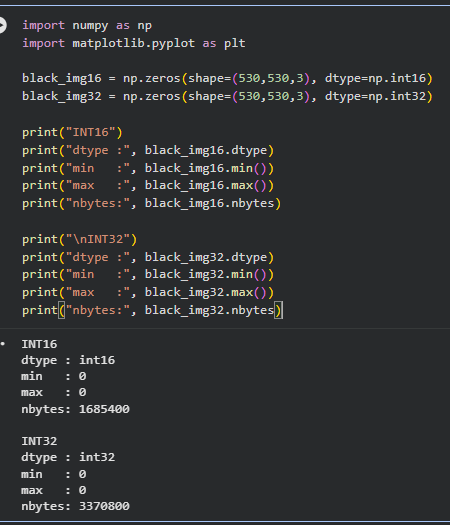 import numpy as np
import matplotlib.pyplot as plt
black_img16 = np.zeros(shape=(530,530,3), dtype=np.int16)
black_img32 = np.zeros(shape=(530,530,3), dtype=np.int32)
print("INT16")
print("dtype :", black_img16.dtype)
print("min   :", black_img16.min())
print("max   :", black_img16.max())
print("nbytes:", black_img16.nbytes)
print("\nINT32")
print("dtype :", black_img32.dtype)
print("min   :", black_img32.min())
print("max   :", black_img32.max())
print("nbytes:", black_img32.nbytes)
INT16
dtype : int16
min   : 0
max   : 0
nbytes: 1685400
INT32
dtype : int32
min   : 0
max   : 0
nbytes: 3370800